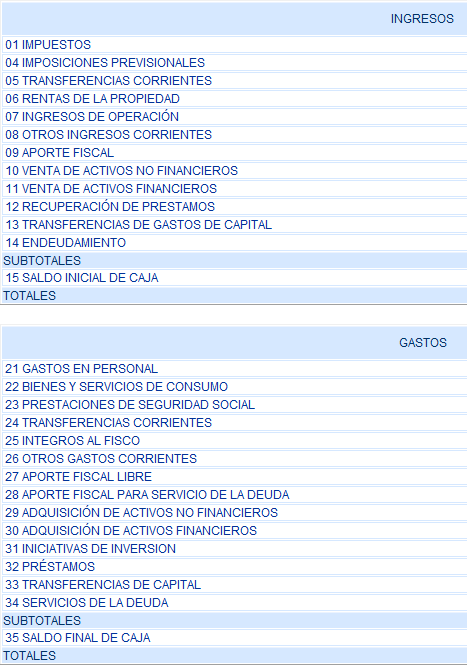 INGRESOS
01 IMPUESTOS
04 IMPOSICIONES PREVISIONALES
05 TRANSFERENCIAS CORRIENTES
06 RENTAS DE LA PROPIEDAD
07 INGRESOS DE OPERACIÓN
08 OTROS INGRESOS CORRIENTES
09 APORTE FISCAL
10 VENTA DE ACTIVOS NO FINANCIEROS
11 VENTA DE ACTIVOS FINANCIEROS
12 RECUPERACIÓN DE PRESTAMOS
13 TRANSFERENCIAS DE GASTOS DE CAPITAL
14 ENDEUDAMIENTO
SUBTOTALES
15 SALDO INICIAL DE CAJA
TOTALES
GASTOS
21 GASTOS EN PERSONAL
22 BIENES Y SERVICIOS DE CONSUMO
23 PRESTACIONES DE SEGURIDAD SOCIAL
24 TRANSFERENCIAS CORRIENTES
25 INTEGROS AL FISCO
26 OTROS GASTOS CORRIENTES
27 APORTE FISCAL LIBRE
28 APORTE FISCAL PARA SERVICIO DE LA DEUDA
29 ADQUISICIÓN DE ACTIVOS NO FINANCIEROS
30 ADQUISICIÓN DE ACTIVOS FINANCIEROS
31 INICIATIVAS DE INVERSION
32 PRÉSTAMOS
33 TRANSFERENCIAS DE CAPITAL
34 SERVICIOS DE LA DEUDA
SUBTOTALES
35 SALDO FINAL DE CAJA
TOTALES